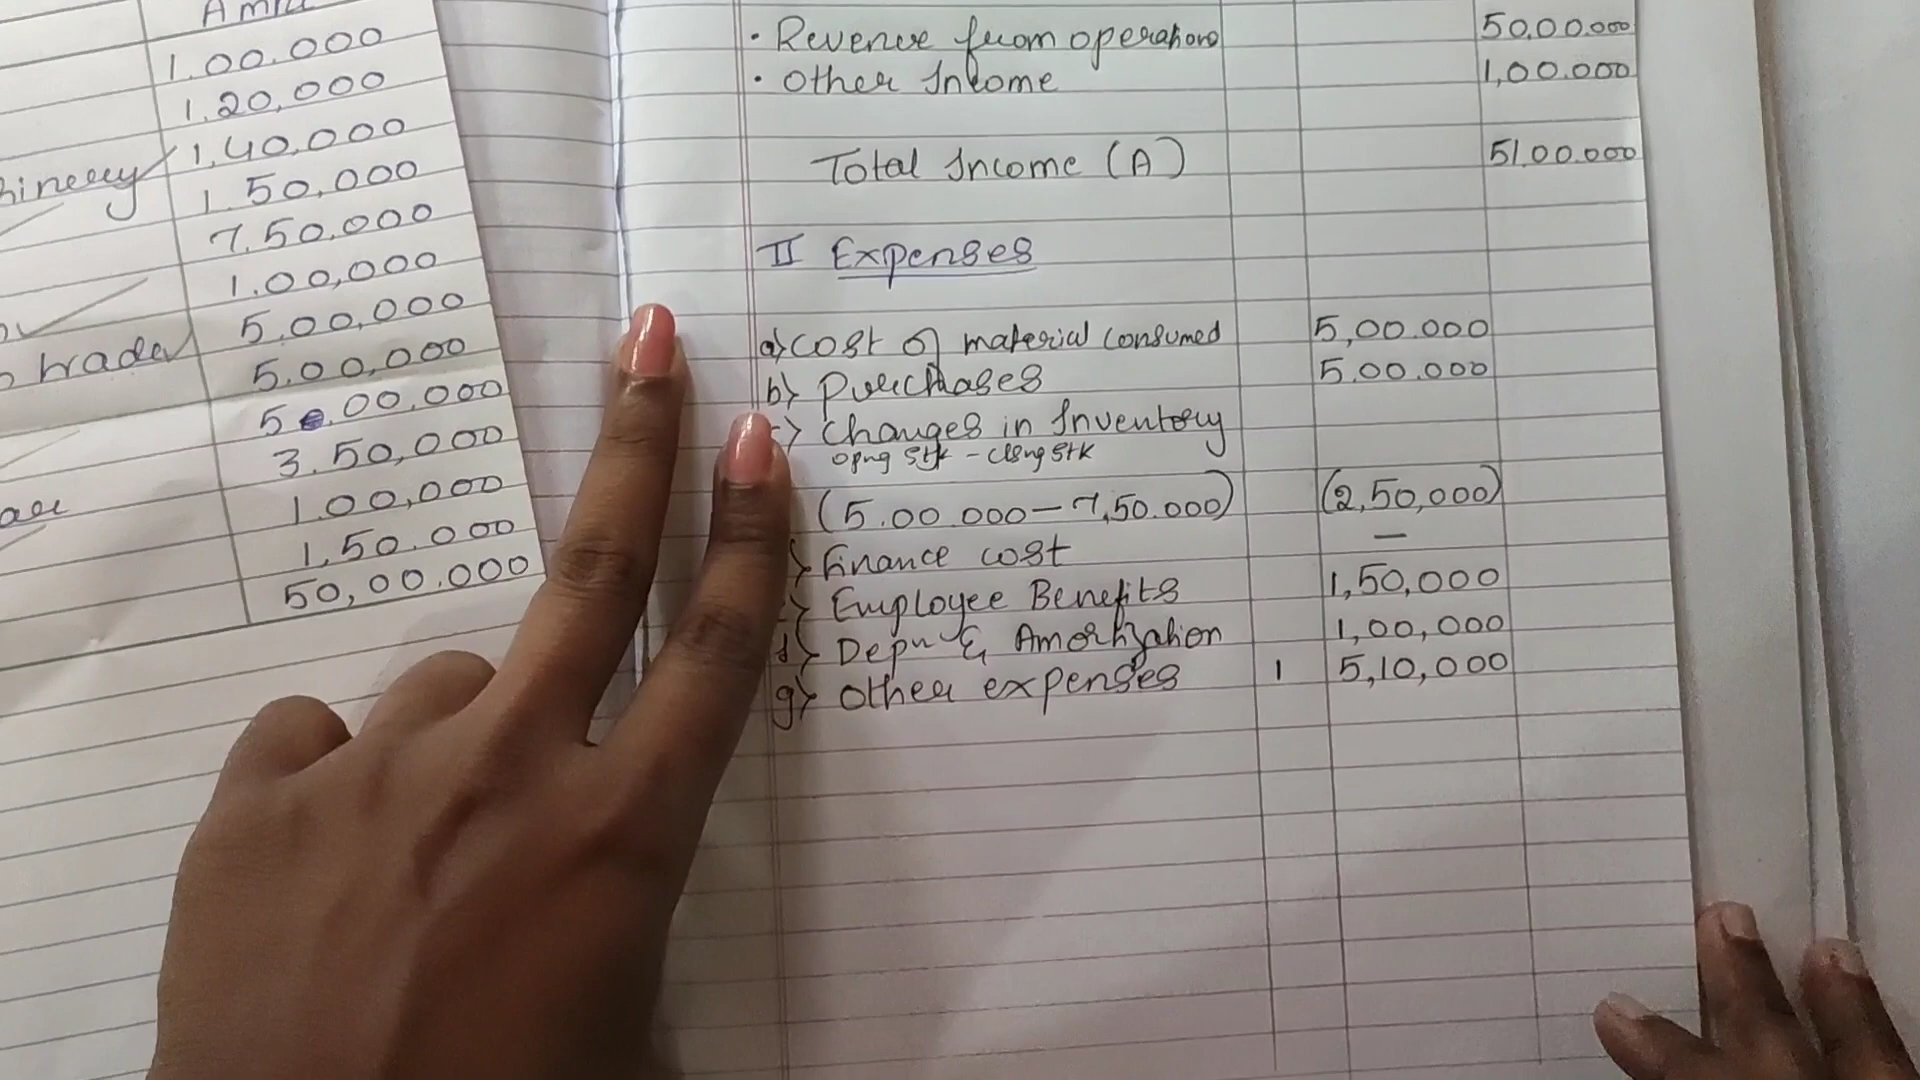 1.00.000
1.20,000
hinery 1,40.000
1.50,000
7.50.000
1.00,000
5,00,000
trade 5.00,000
5.00,000
3.50,000
1.00,000
1,50.000
50,00.000
• Revenue from operations 50,00.000
• Other Income 1,00.000
Total Income (A) 51,00.000
II Expenses
a) Cost of material consumed 5,00.000
b) Purchases 5.00.000
) Changes in Inventory
opng stk - clsng stk
(5.00.000 - 7,50.000) (2,50,000)
) Finance cost —
) Employee Benefits 1,50,000
) Depn & Amortization 1,00,000
g) Other expenses 1 5,10,000